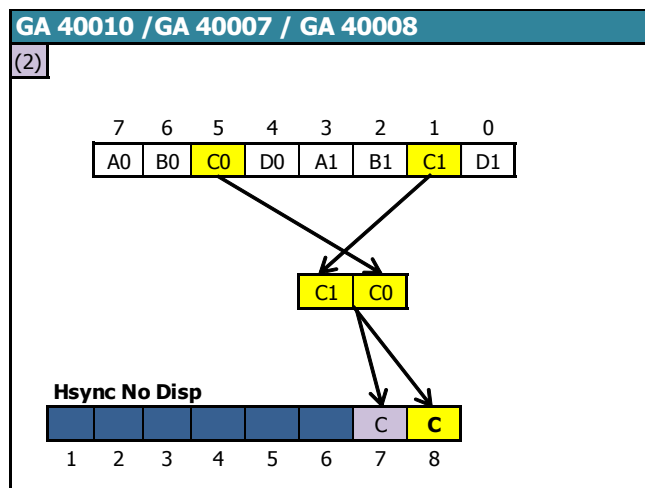 GA 40010 /GA 40007 / GA 40008
(2)
7 6 5 4 3 2 1 0
A0 B0 C0 D0 A1 B1 C1 D1
C1 C0
Hsync No Disp
C C
1 2 3 4 5 6 7 8